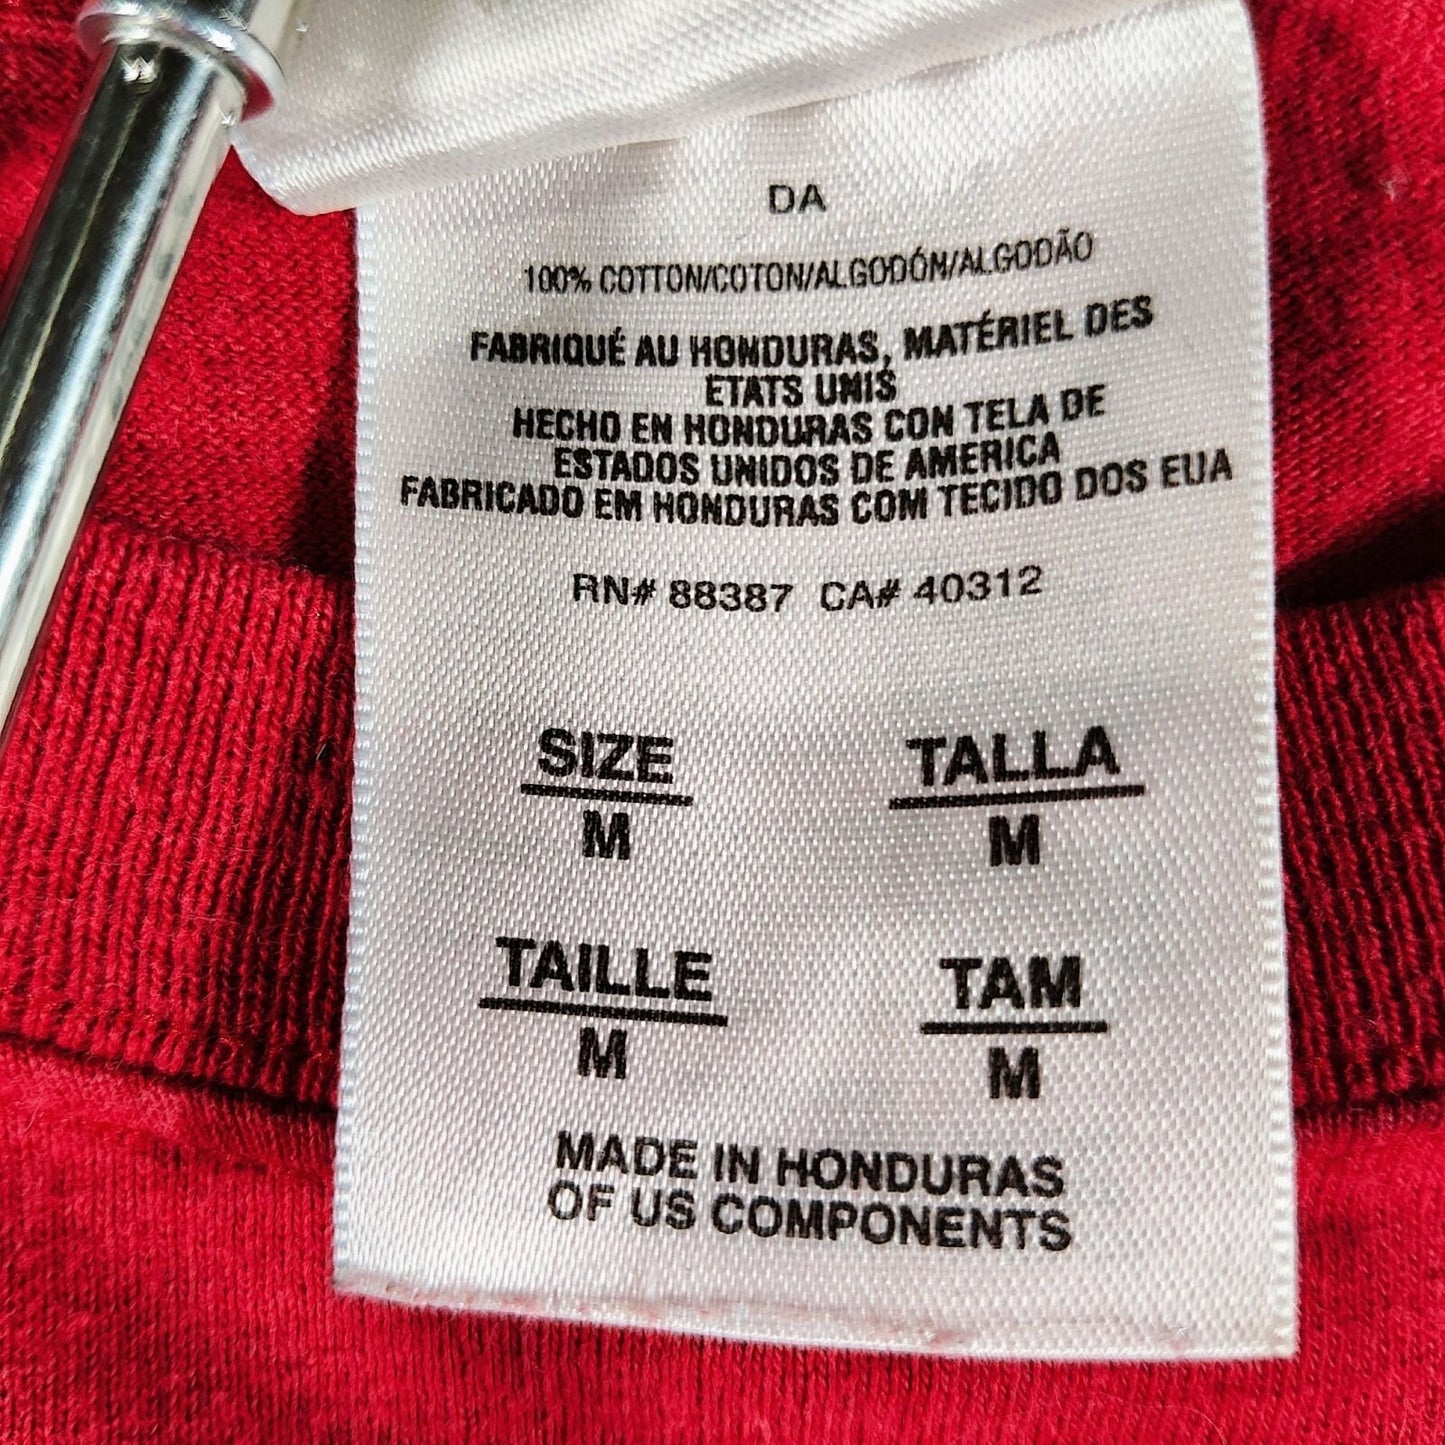 DA
100% COTTON/COTON/ALGODÓN/ALGODÃO
FABRIQUÉ AU HONDURAS, MATÉRIEL DES
ETATS UNIS
HECHO EN HONDURAS CON TELA DE
ESTADOS UNIDOS DE AMERICA
FABRICADO EM HONDURAS COM TECIDO DOS EUA
RN# 88387 CA# 40312
SIZE
M
TALLA
M
TAILLE
M
TAM
M
MADE IN HONDURAS
OF US COMPONENTS